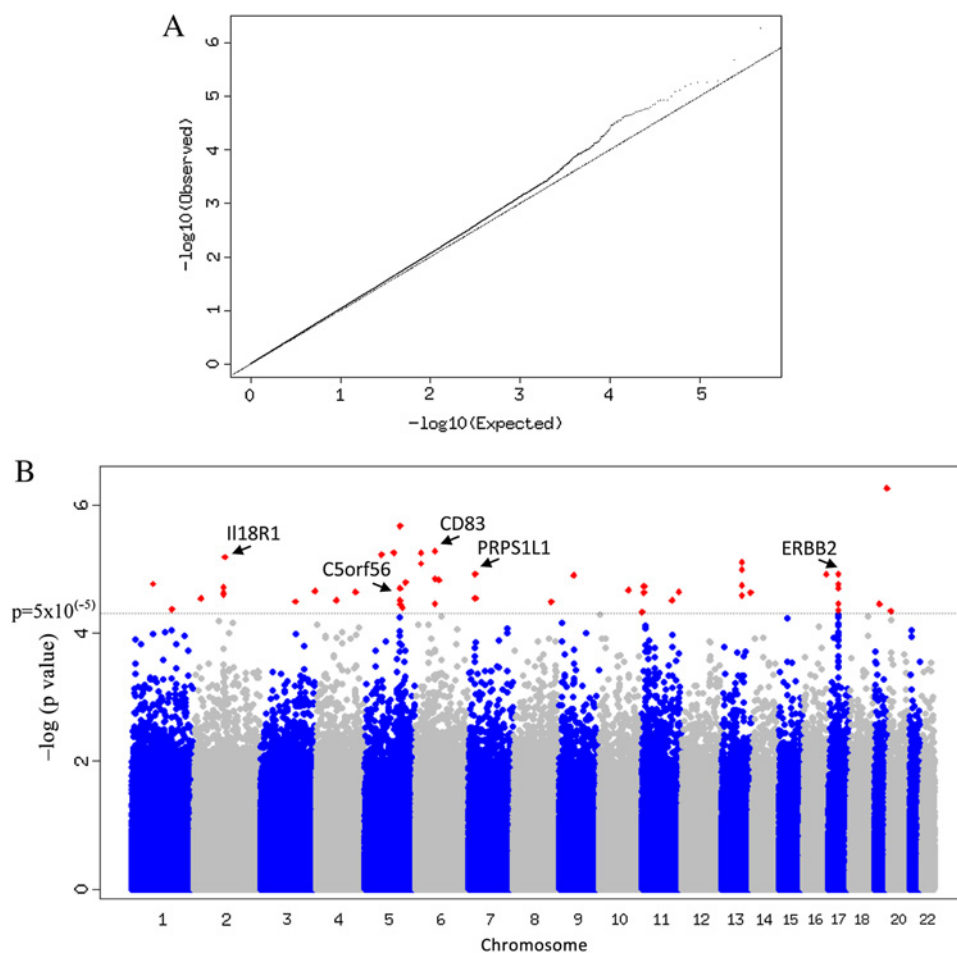 A
6
5
4
3
2
1
0
-log10(Observed)
0 1 2 3 4 5
-log10(Expected)
B
6
4
2
0
p=5x10(-5)
-log (p value)
Il18R1
C5orf56
CD83
PRPS1L1
ERBB2
1 2 3 4 5 6 7 8 9 10 11 12 13 14 15 16 17 18 20 22
Chromosome